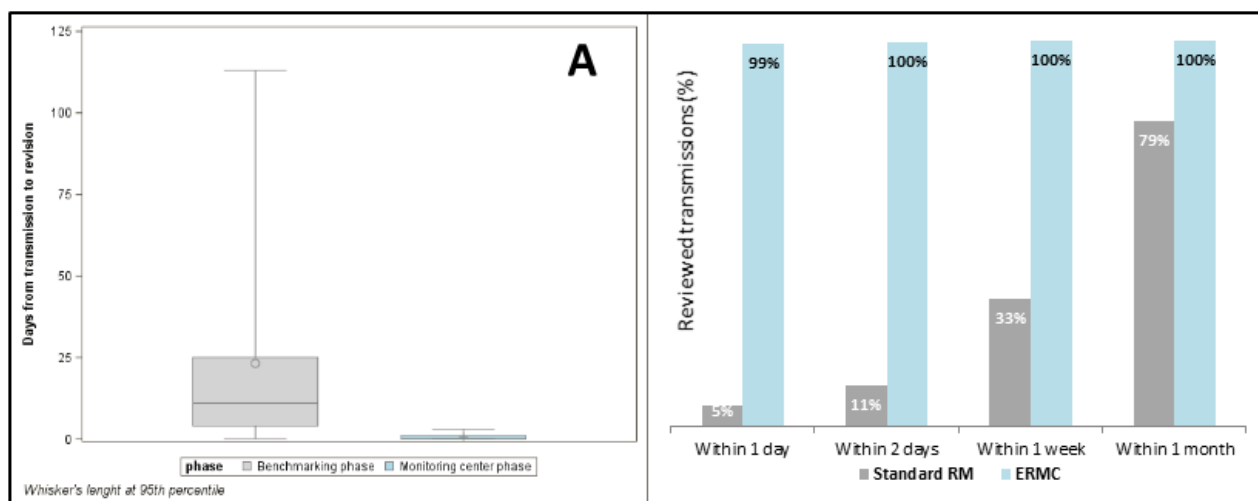 A
125
100
75
50
25
0
Days from transmission to revision
phase Benchmarking phase Monitoring center phase
Whisker's lenght at 95th percentile
Reviewed transmissions (%)
99% 100% 100% 100%
5% 11% 33% 79%
Within 1 day Within 2 days Within 1 week Within 1 month
Standard RM ERMC